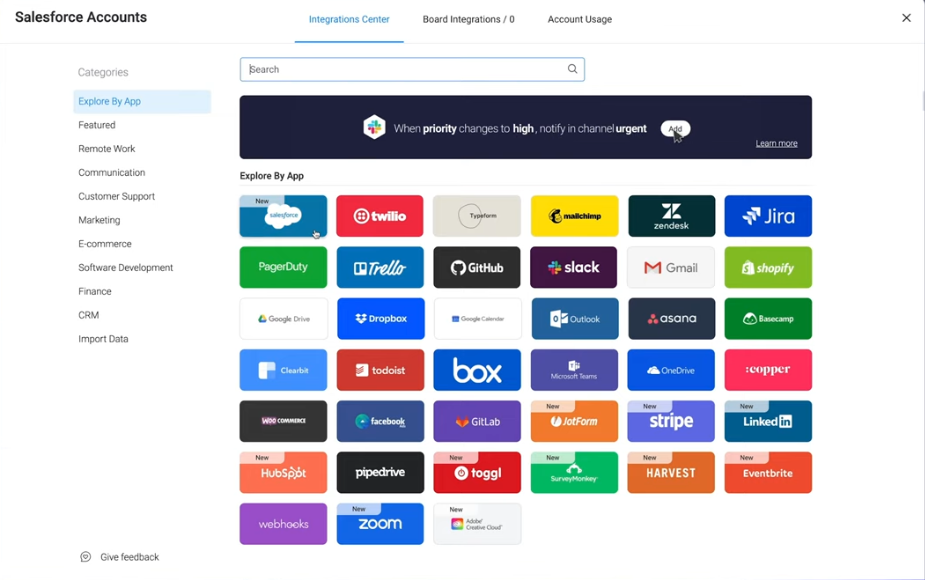 Salesforce Accounts
Integrations Center
Board Integrations / 0
Account Usage
Categories
Explore By App
Featured
Remote Work
Communication
Customer Support
Marketing
E-commerce
Software Development
Finance
CRM
Import Data
Give feedback
Search
When priority changes to high, notify in channel urgent
Add
Learn more
Explore By App
New
salesforce
twilio
Typeform
mailchimp
zendesk
Jira
PagerDuty
Trello
GitHub
slack
Gmail
shopify
Google Drive
Dropbox
Google Calendar
Outlook
asana
Basecamp
Clearbit
todoist
box
Microsoft Teams
OneDrive
:copper
WOO COMMERCE
facebook
GitLab
New
JotForm
New
stripe
New
Linked in
New
HubSpot
pipedrive
New
toggl
New
SurveyMonkey
New
HARVEST
New
Eventbrite
webhooks
New
zoom
New
Adobe
Creative Cloud